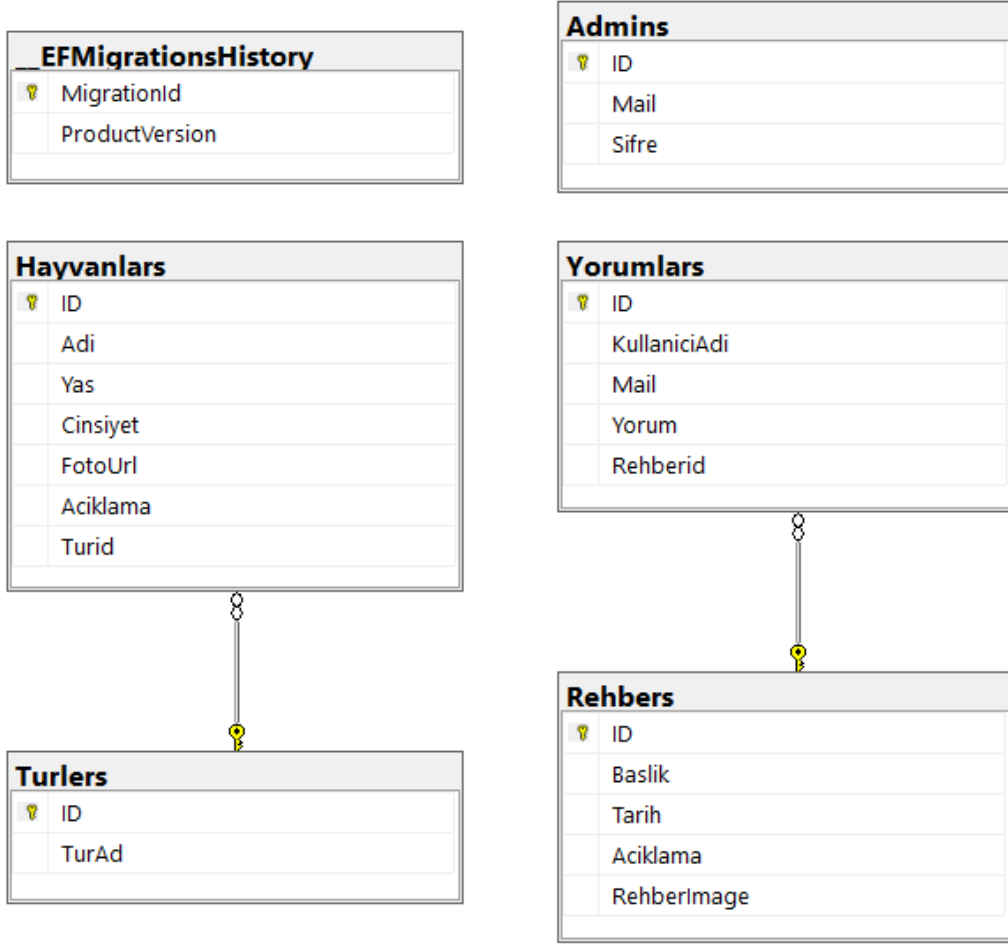 __EFMigrationsHistory
MigrationId
ProductVersion
Admins
ID
Mail
Sifre
Hayvanlars
ID
Adi
Yas
Cinsiyet
FotoUrl
Aciklama
Turid
Yorumlars
ID
KullaniciAdi
Mail
Yorum
Rehberid
Turlers
ID
TurAd
Rehbers
ID
Baslik
Tarih
Aciklama
RehberImage